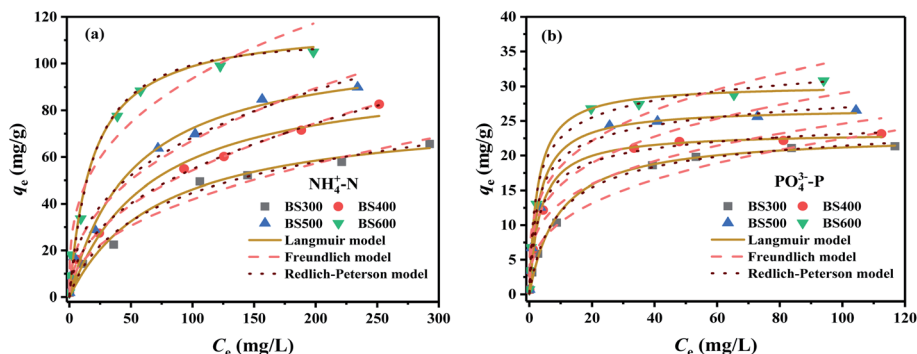 (a)
120
100
80
60
40
20
0
qe (mg/g)
NH4+-N
BS300 BS400
BS500 BS600
Langmuir model
Freundlich model
Redlich-Peterson model
0 50 100 150 200 250 300
Ce (mg/L)
(b)
40
35
30
25
20
15
10
5
0
qe (mg/g)
PO43--P
BS300 BS400
BS500 BS600
Langmuir model
Freundlich model
Redlich-Peterson model
0 20 40 60 80 100 120
Ce (mg/L)